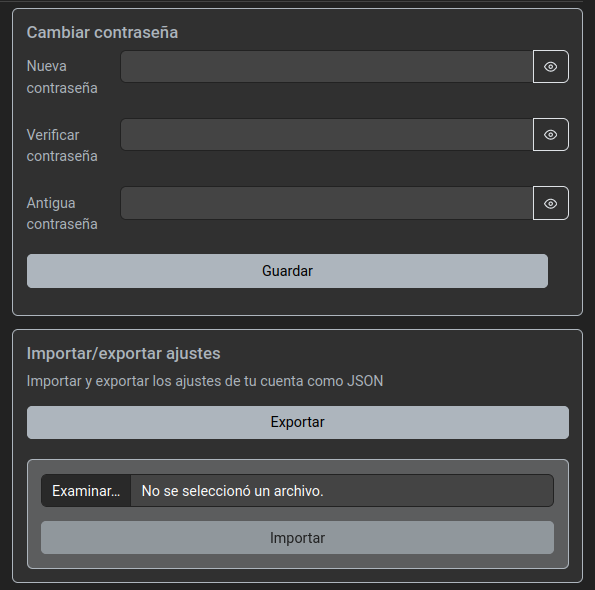 Cambiar contraseña
Nueva
contraseña
Verificar
contraseña
Antigua
contraseña
Guardar
Importar/exportar ajustes
Importar y exportar los ajustes de tu cuenta como JSON
Exportar
Examinar... No se seleccionó un archivo.
Importar